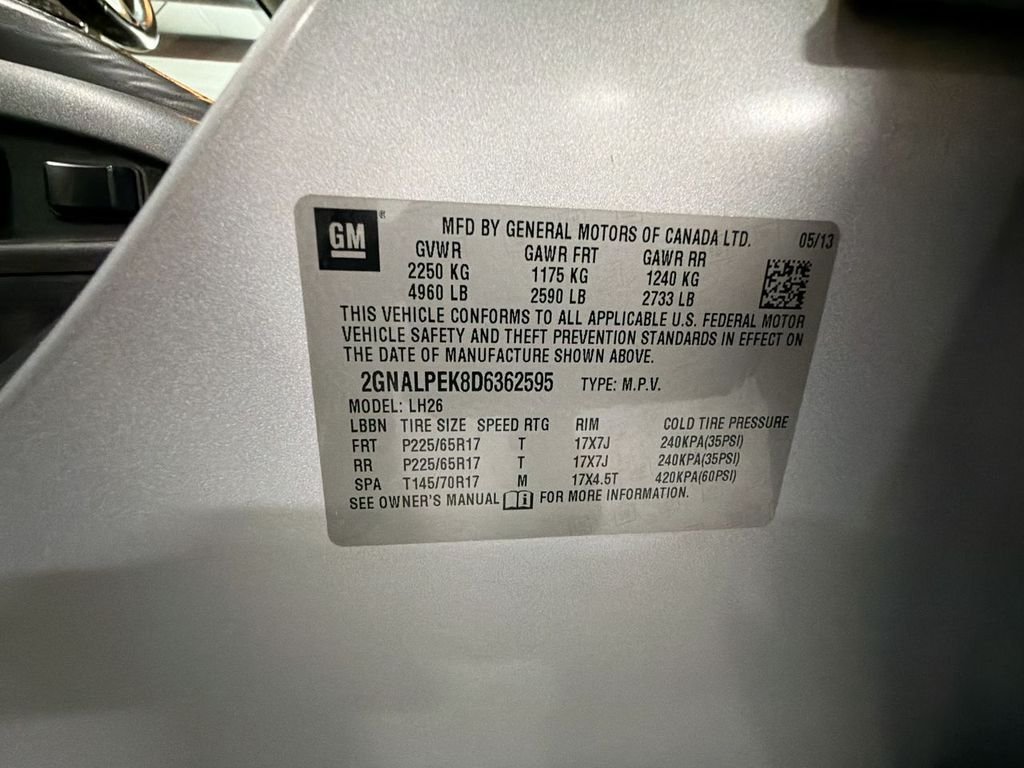 GM ®
MFD BY GENERAL MOTORS OF CANADA LTD. 05/13
GVWR GAWR FRT GAWR RR
2250 KG 1175 KG 1240 KG
4960 LB 2590 LB 2733 LB
THIS VEHICLE CONFORMS TO ALL APPLICABLE U.S. FEDERAL MOTOR
VEHICLE SAFETY AND THEFT PREVENTION STANDARDS IN EFFECT ON
THE DATE OF MANUFACTURE SHOWN ABOVE.
2GNALPEK8D6362595 TYPE: M.P.V.
MODEL: LH26
LBBN TIRE SIZE SPEED RTG RIM COLD TIRE PRESSURE
FRT P225/65R17 T 17X7J 240KPA(35PSI)
RR P225/65R17 T 17X7J 240KPA(35PSI)
SPA T145/70R17 M 17X4.5T 420KPA(60PSI)
SEE OWNER'S MANUAL i FOR MORE INFORMATION.